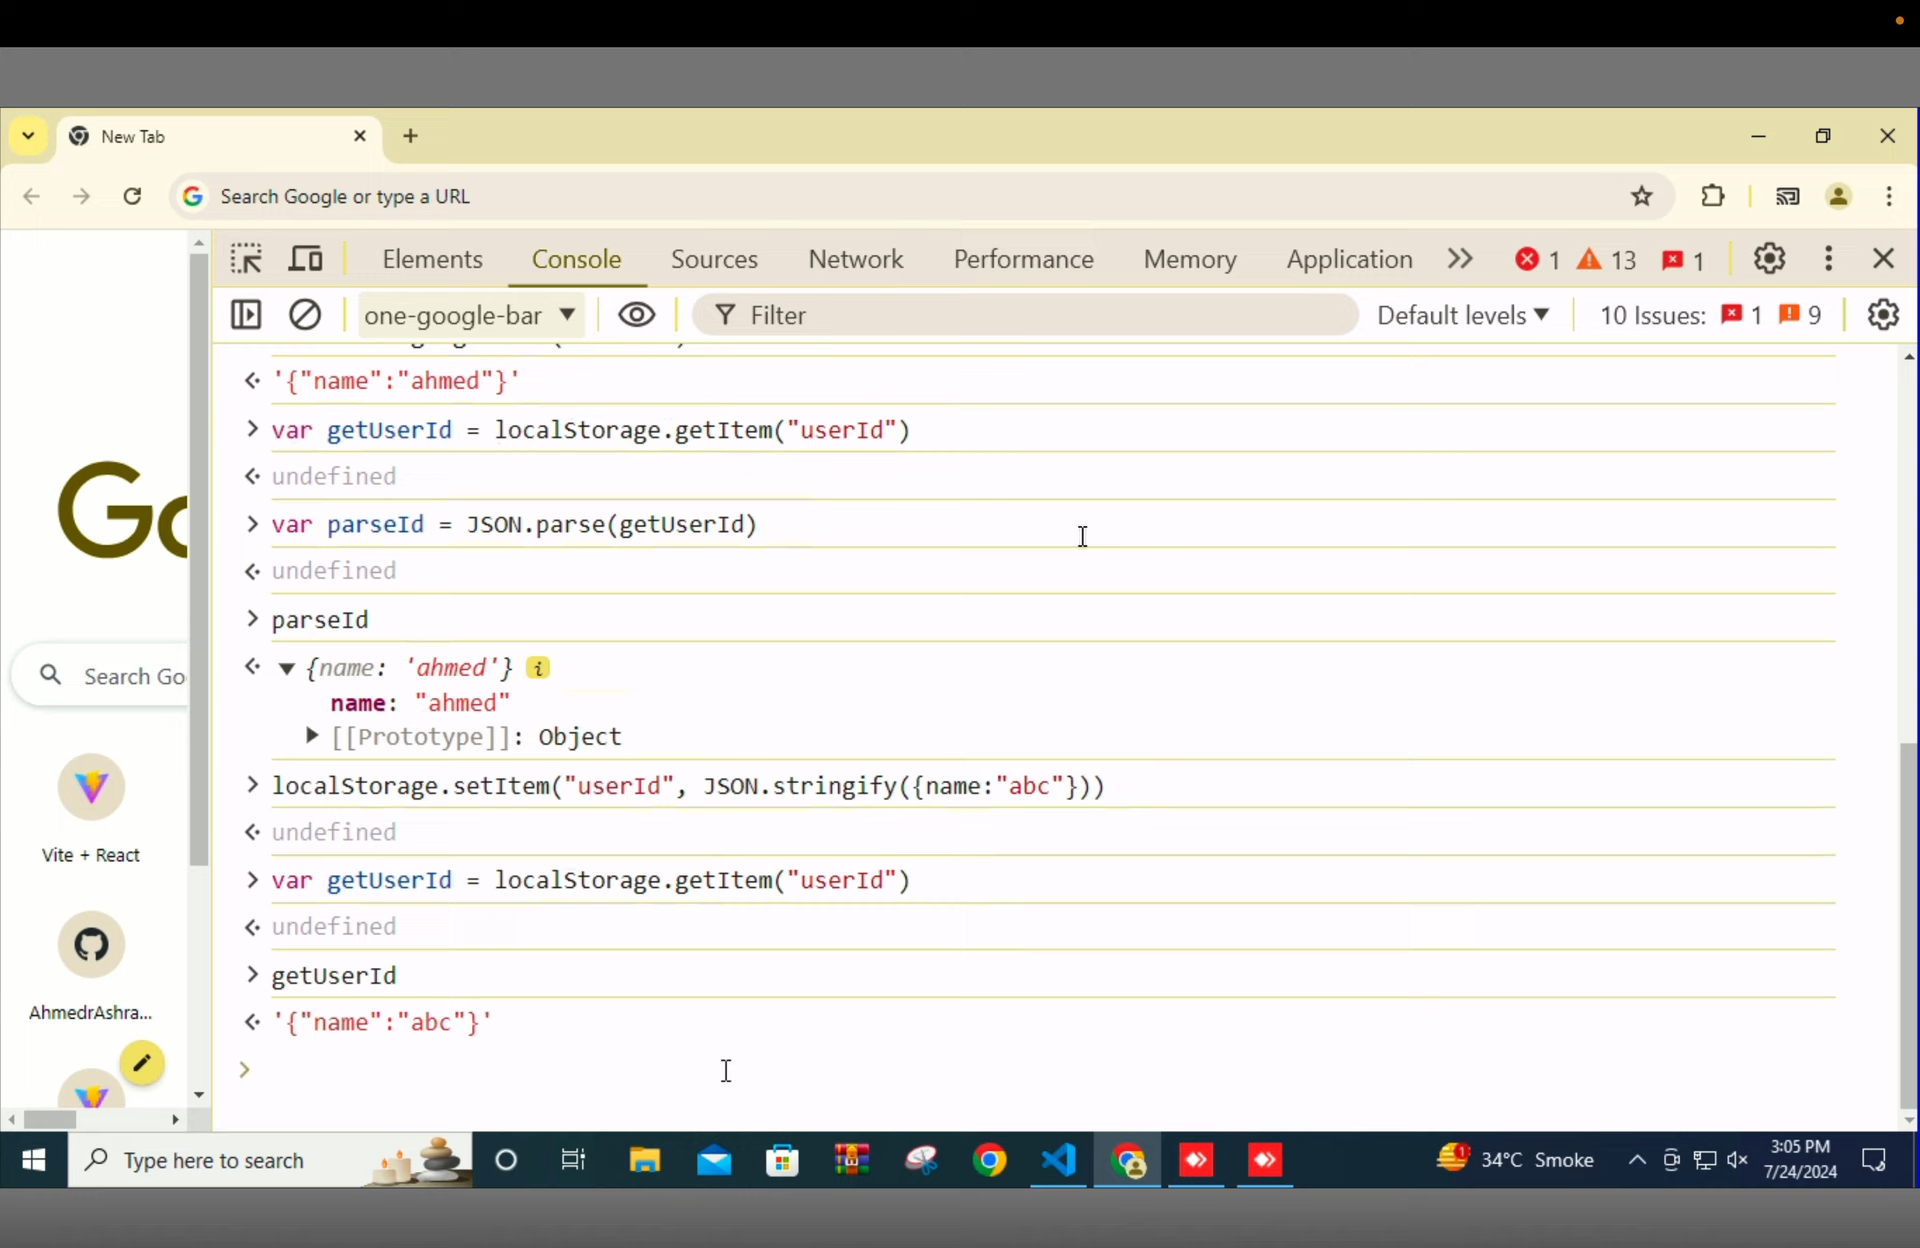 New Tab
Search Google or type a URL
Elements Console Sources Network Performance Memory Application 1 13 1
one-google-bar Filter Default levels 10 Issues: 1 9
'{"name":"ahmed"}'
var getUserId = localStorage.getItem("userId")
undefined
var parseId = JSON.parse(getUserId)
undefined
parseId
{name: 'ahmed'} i
name: "ahmed"
[[Prototype]]: Object
localStorage.setItem("userId", JSON.stringify({name:"abc"}))
undefined
var getUserId = localStorage.getItem("userId")
undefined
getUserId
'{"name":"abc"}'
Go
Search Go
Vite + React
AhmedrAshra...
Type here to search
1 34°C Smoke
3:05 PM
7/24/2024